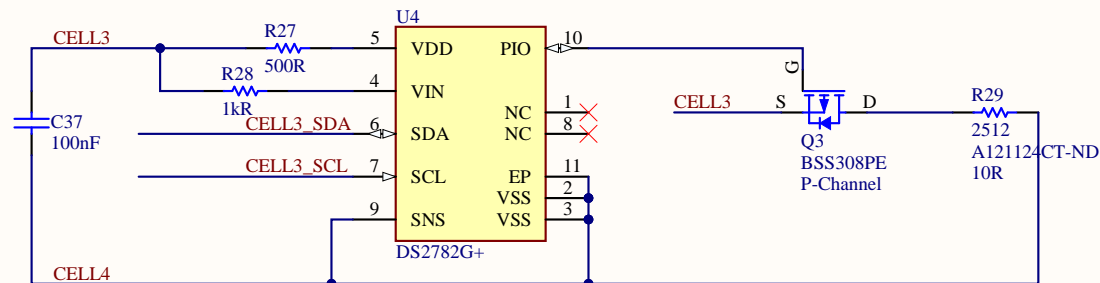 U4
CELL3
R27
500R
5
VDD
PIO
10
R28
1kR
4
VIN
G
C37
100nF
CELL3_SDA
6
SDA
NC
1
NC
8
CELL3
S
D
R29
2512
A121124CT-ND
10R
Q3
BSS308PE
P-Channel
CELL3_SCL
7
SCL
EP
11
VSS
2
9
SNS
VSS
3
DS2782G+
CELL4